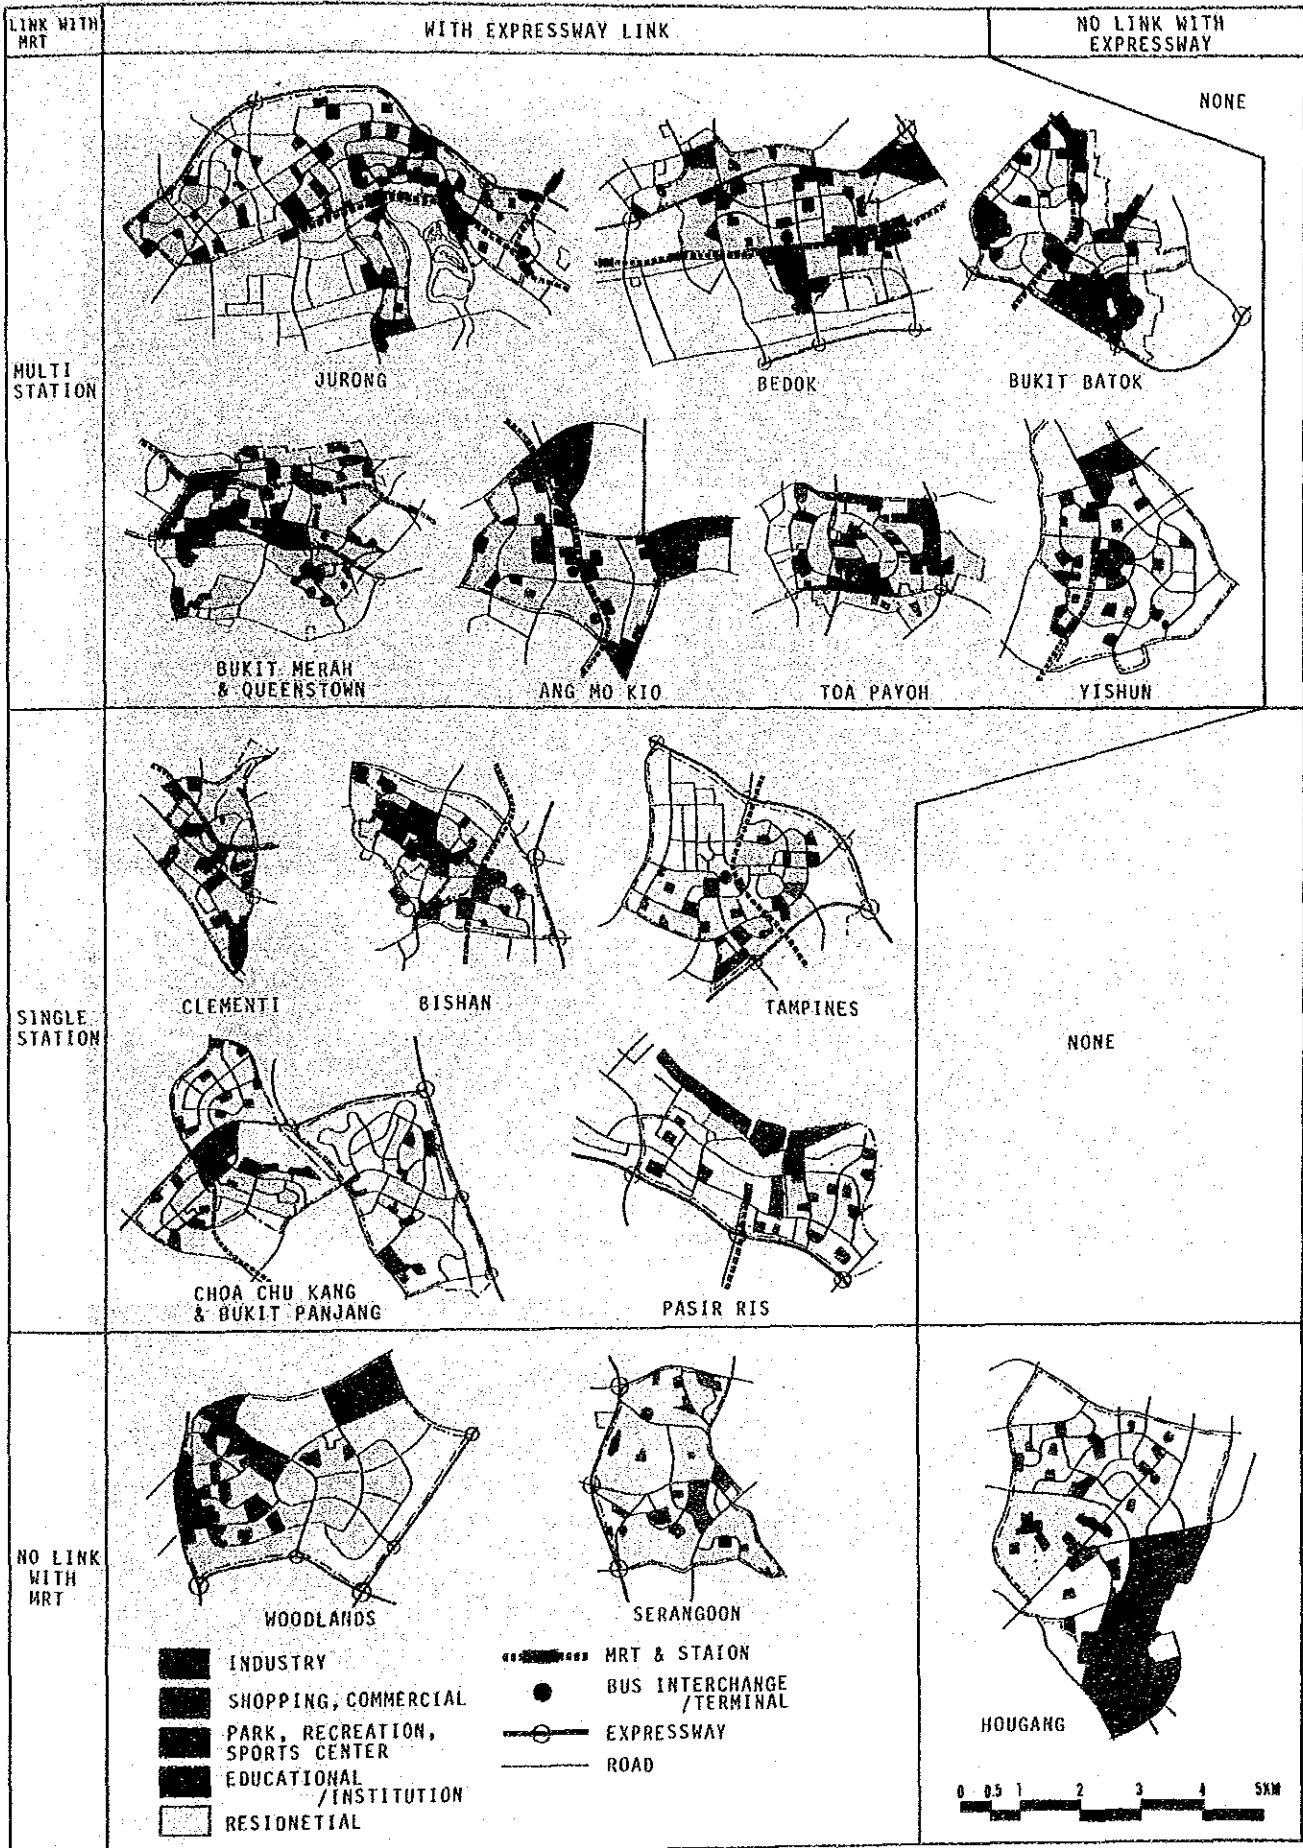 LINK WITH
MRT
WITH EXPRESSWAY LINK
NO LINK WITH
EXPRESSWAY
NONE
MULTI
STATION
JURONG
BEDOK
BUKIT BATOK
BUKIT MERAH
& QUEENSTOWN
ANG MO KIO
TOA PAYOH
YISHUN
SINGLE
STATION
CLEMENTI
BISHAN
TAMPINES
NONE
CHOA CHU KANG
& BUKIT PANJANG
PASIR RIS
NO LINK
WITH
MRT
WOODLANDS
SERANGOON
HOUGANG
INDUSTRY
SHOPPING, COMMERCIAL
PARK, RECREATION,
SPORTS CENTER
EDUCATIONAL
/INSTITUTION
RESIONETIAL
MRT & STAION
BUS INTERCHANGE
/TERMINAL
EXPRESSWAY
ROAD
0 0.5 1 2 3 4 5KM